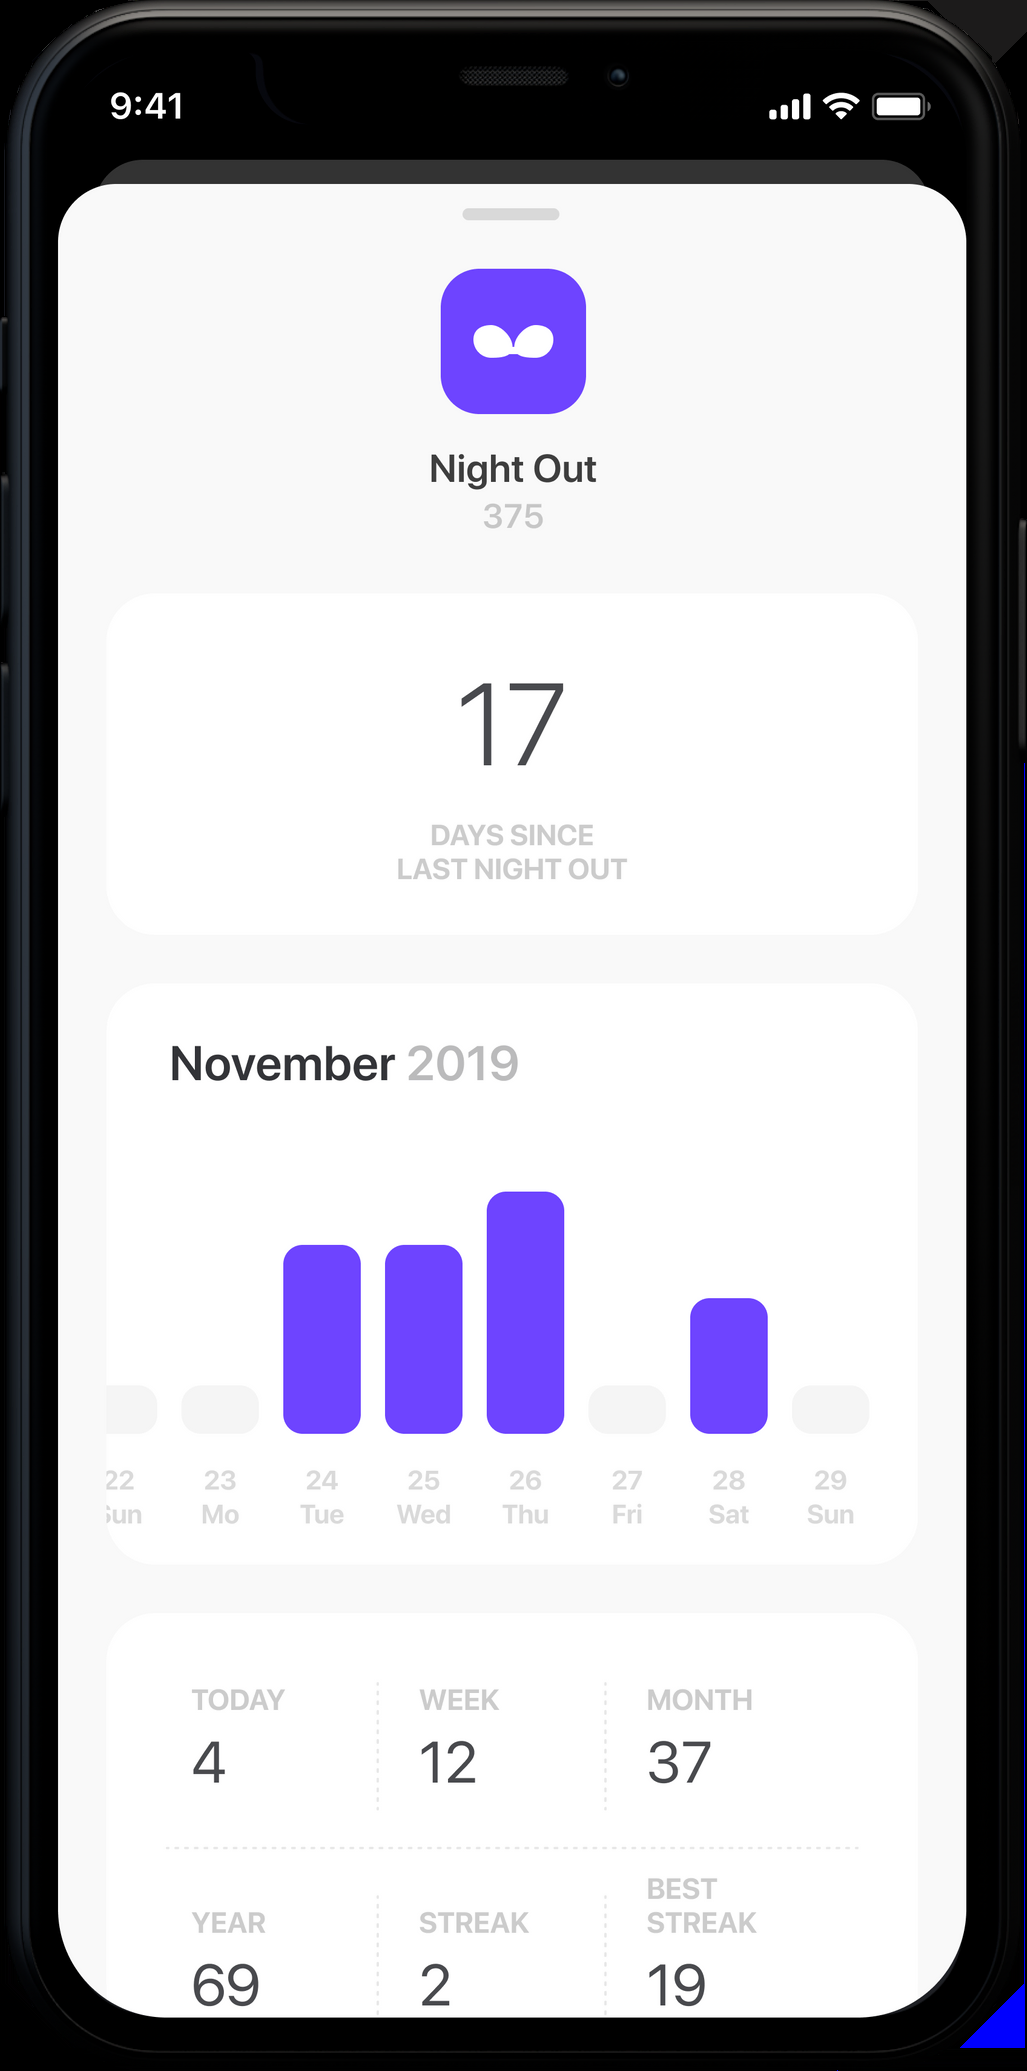 9:41
Night Out
375
17
DAYS SINCE
LAST NIGHT OUT
November 2019
22 23 24 25 26 27 28 29
Sun Mo Tue Wed Thu Fri Sat Sun
TODAY WEEK MONTH
4 12 37
YEAR STREAK BEST STREAK
69 2 19